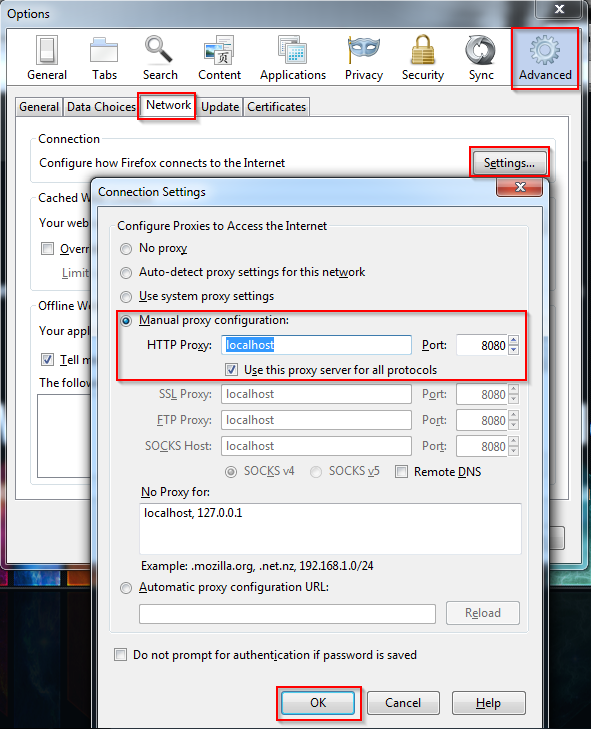 Options
General Tabs Search Content Applications Privacy Security Sync Advanced
General Data Choices Network Update Certificates
Connection
Configure how Firefox connects to the Internet Settings...
Cached W
Your web
Overr
Limit
Offline We
Your appl
Tell m
The follow
Connection Settings
Configure Proxies to Access the Internet
No proxy
Auto-detect proxy settings for this network
Use system proxy settings
Manual proxy configuration:
HTTP Proxy: localhost Port: 8080
Use this proxy server for all protocols
SSL Proxy: localhost Port: 8080
FTP Proxy: localhost Port: 8080
SOCKS Host: localhost Port: 8080
SOCKS v4 SOCKS v5 Remote DNS
No Proxy for:
localhost, 127.0.0.1
Example: .mozilla.org, .net.nz, 192.168.1.0/24
Automatic proxy configuration URL:
Reload
Do not prompt for authentication if password is saved
OK Cancel Help